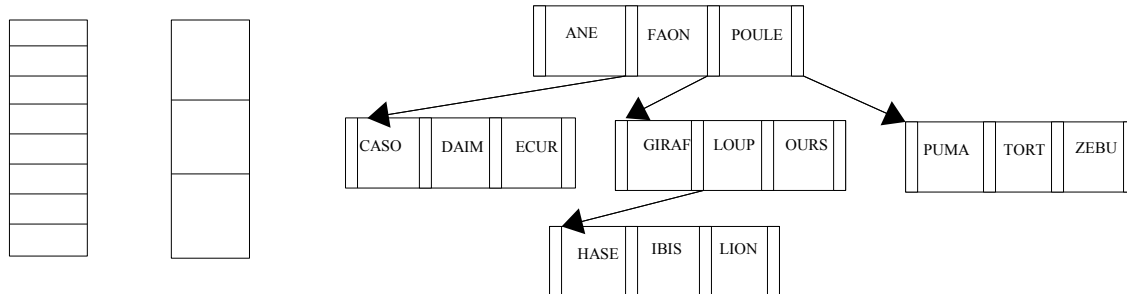 ANE FAON POULE
CASO DAIM ECUR
GIRAF LOUP OURS
PUMA TORT ZEBU
HASE IBIS LION